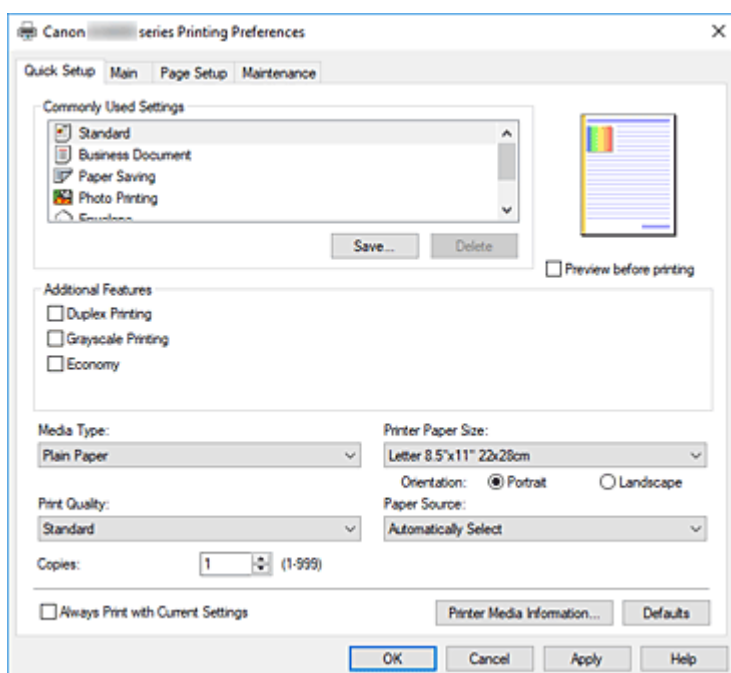 Canon series Printing Preferences
Quick Setup Main Page Setup Maintenance
Commonly Used Settings
Standard
Business Document
Paper Saving
Photo Printing
Envelope
Save... Delete
Preview before printing
Additional Features
Duplex Printing
Grayscale Printing
Economy
Media Type: Printer Paper Size:
Plain Paper Letter 8.5"x11" 22x28cm
Orientation: Portrait Landscape
Print Quality: Paper Source:
Standard Automatically Select
Copies: 1 (1-999)
Always Print with Current Settings Printer Media Information... Defaults
OK Cancel Apply Help